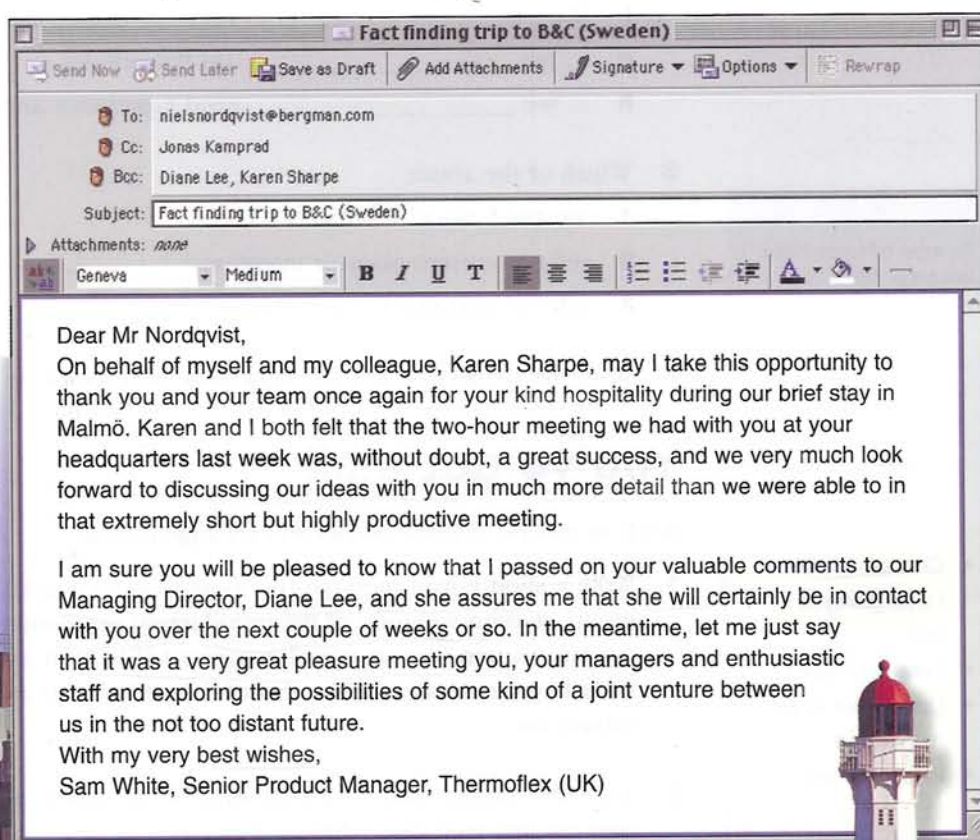 Fact finding trip to B&C (Sweden)
Send Now Send Later Save as Draft Add Attachments Signature Options Rewrap
To: nielsnordqvist@bergman.com
Cc: Jonas Kamprad
Bcc: Diane Lee, Karen Sharpe
Subject: Fact finding trip to B&C (Sweden)
Attachments: none
Geneva Medium B I U T A
Dear Mr Nordqvist,
On behalf of myself and my colleague, Karen Sharpe, may I take this opportunity to
thank you and your team once again for your kind hospitality during our brief stay in
Malmö. Karen and I both felt that the two-hour meeting we had with you at your
headquarters last week was, without doubt, a great success, and we very much look
forward to discussing our ideas with you in much more detail than we were able to in
that extremely short but highly productive meeting.
I am sure you will be pleased to know that I passed on your valuable comments to our
Managing Director, Diane Lee, and she assures me that she will certainly be in contact
with you over the next couple of weeks or so. In the meantime, let me just say
that it was a very great pleasure meeting you, your managers and enthusiastic
staff and exploring the possibilities of some kind of a joint venture between
us in the not too distant future.
With my very best wishes,
Sam White, Senior Product Manager, Thermoflex (UK)